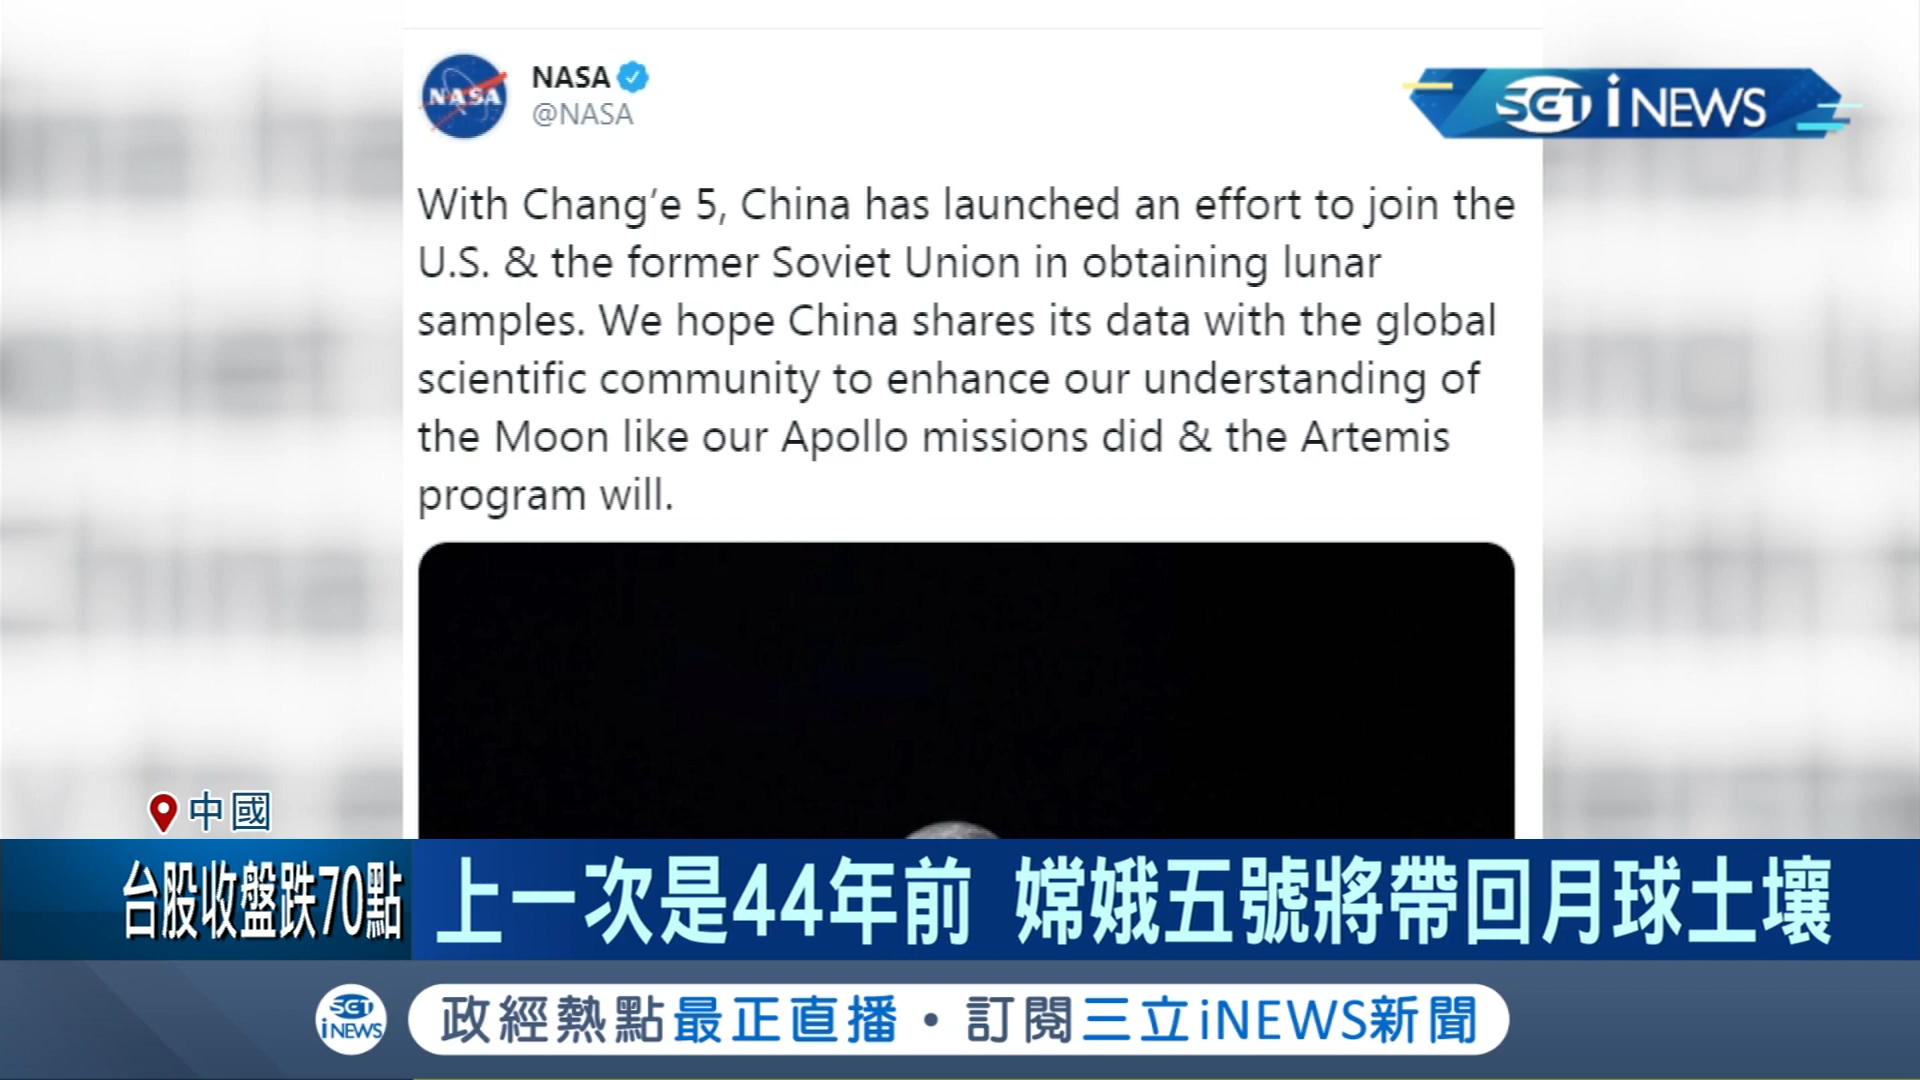 NASA
NASA
@NASA
SET iNEWS
With Chang’e 5, China has launched an effort to join the
U.S. & the former Soviet Union in obtaining lunar
samples. We hope China shares its data with the global
scientific community to enhance our understanding of
the Moon like our Apollo missions did & the Artemis
program will.
中國
台股收盤跌70點
上一次是44年前 嫦娥五號將帶回月球土壤
SET iNEWS
政經熱點最正直播·訂閱三立iNEWS新聞